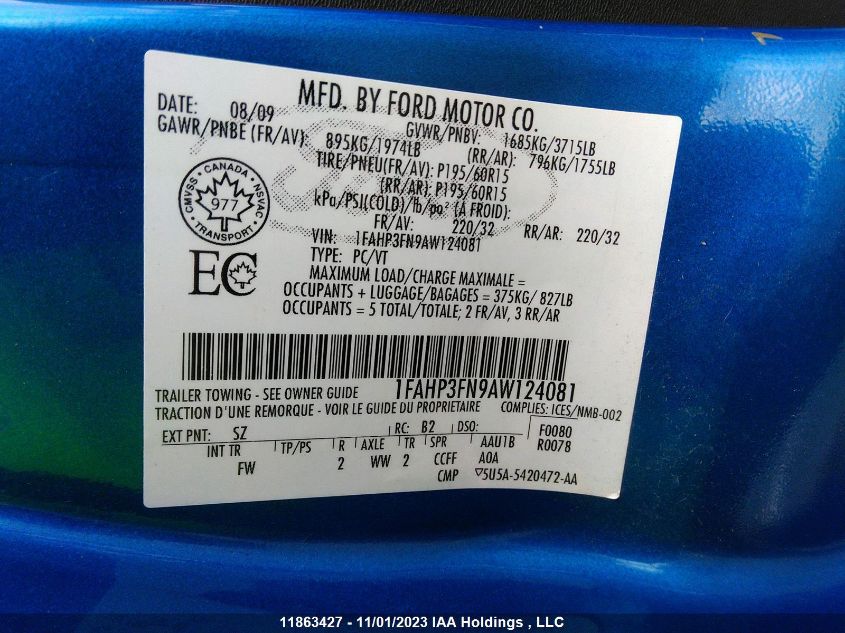 MFD. BY FORD MOTOR CO.
DATE: 08/09 GVWR/PNBV: 1685KG/3715LB
GAWR/PNBE (FR/AV): 895KG/1974LB (RR/AR): 796KG/1755LB
TIRE/PNEU(FR/AV): P195/60R15
(RR/AR): P195/60R15
kPa/PSI(COLD)/lb/po² (À FROID):
FR/AV: 220/32 RR/AR: 220/32
VIN: 1FAHP3FN9AW124081
TYPE: PC/VT
MAXIMUM LOAD/CHARGE MAXIMALE =
OCCUPANTS + LUGGAGE/BAGAGES = 375KG/ 827LB
OCCUPANTS = 5 TOTAL/TOTALE; 2 FR/AV, 3 RR/AR
CANADA
CMVSS NSVAC
977
TRANSPORT
EC
1FAHP3FN9AW124081
TRAILER TOWING - SEE OWNER GUIDE
TRACTION D'UNE REMORQUE - VOIR LE GUIDE DU PROPRIÉTAIRE COMPLIES: ICES/NMB-002
EXT PNT: SZ RC: B2 DSO: F0080
INT TR TP/PS R AXLE TR SPR AAU1B R0078
FW 2 WW 2 CCFF A0A
CMP ▽5U5A-5420472-AA
11863427 - 11/01/2023 IAA Holdings , LLC